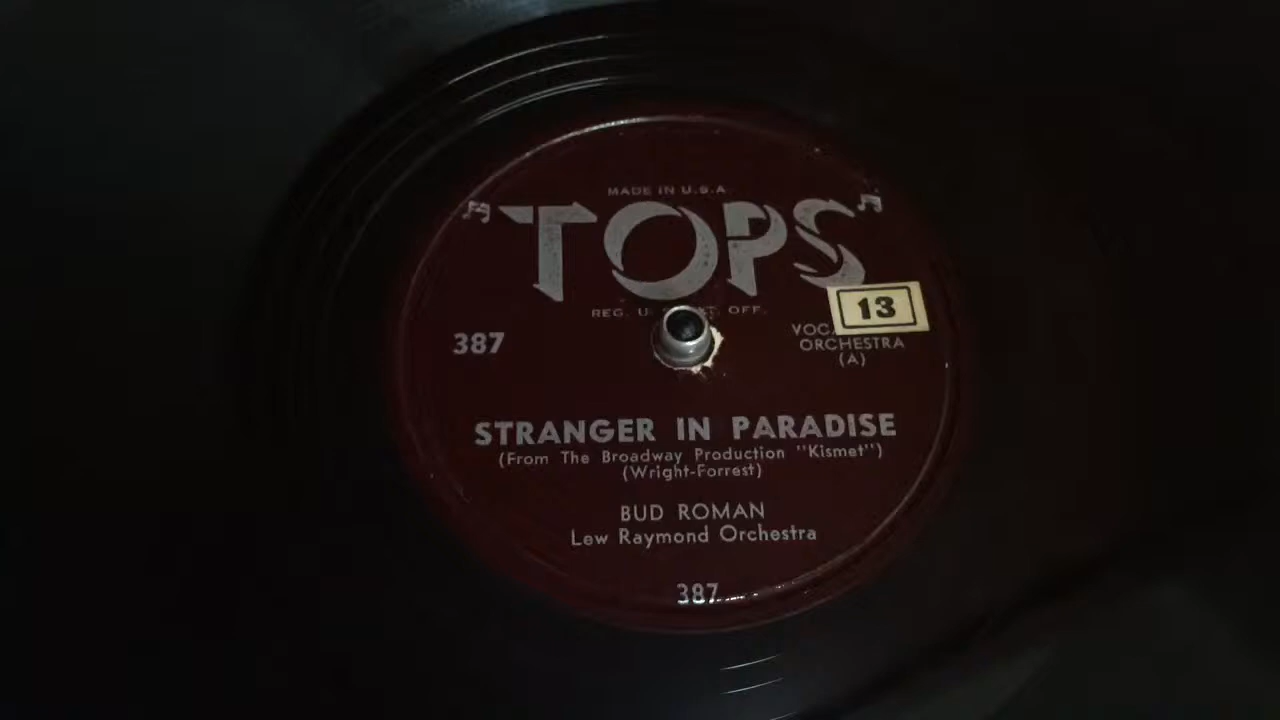 MADE IN U.S.A.
"TOPS"
REG. U. OFF.
387
13
ORCHESTRA
(A)
STRANGER IN PARADISE
(From The Broadway Production "Kismet")
(Wright-Forrest)
BUD ROMAN
Lew Raymond Orchestra
387